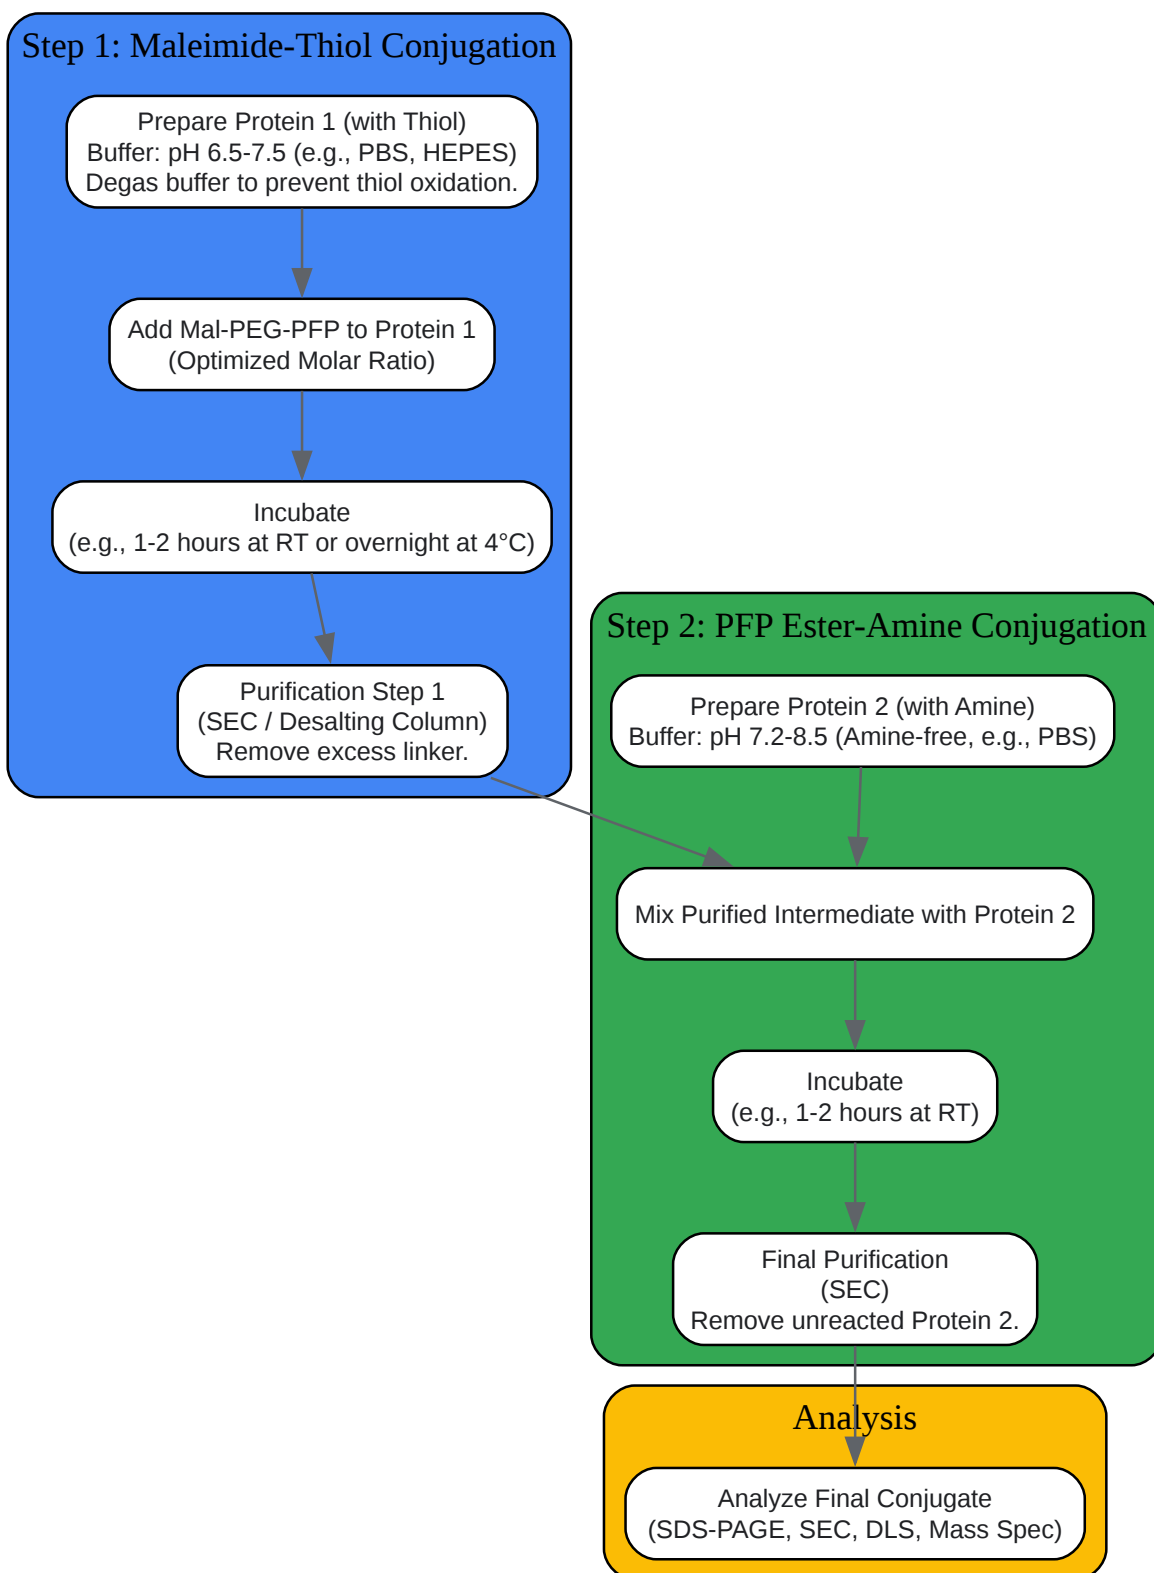 Step 1: Maleimide-Thiol Conjugation
Prepare Protein 1 (with Thiol)
Buffer: pH 6.5-7.5 (e.g., PBS, HEPES)
Degas buffer to prevent thiol oxidation.
Add Mal-PEG-PFP to Protein 1
(Optimized Molar Ratio)
Incubate
(e.g., 1-2 hours at RT or overnight at 4°C)
Purification Step 1
(SEC / Desalting Column)
Remove excess linker.
Step 2: PFP Ester-Amine Conjugation
Prepare Protein 2 (with Amine)
Buffer: pH 7.2-8.5 (Amine-free, e.g., PBS)
Mix Purified Intermediate with Protein 2
Incubate
(e.g., 1-2 hours at RT)
Final Purification
(SEC)
Remove unreacted Protein 2.
Analysis
Analyze Final Conjugate
(SDS-PAGE, SEC, DLS, Mass Spec)